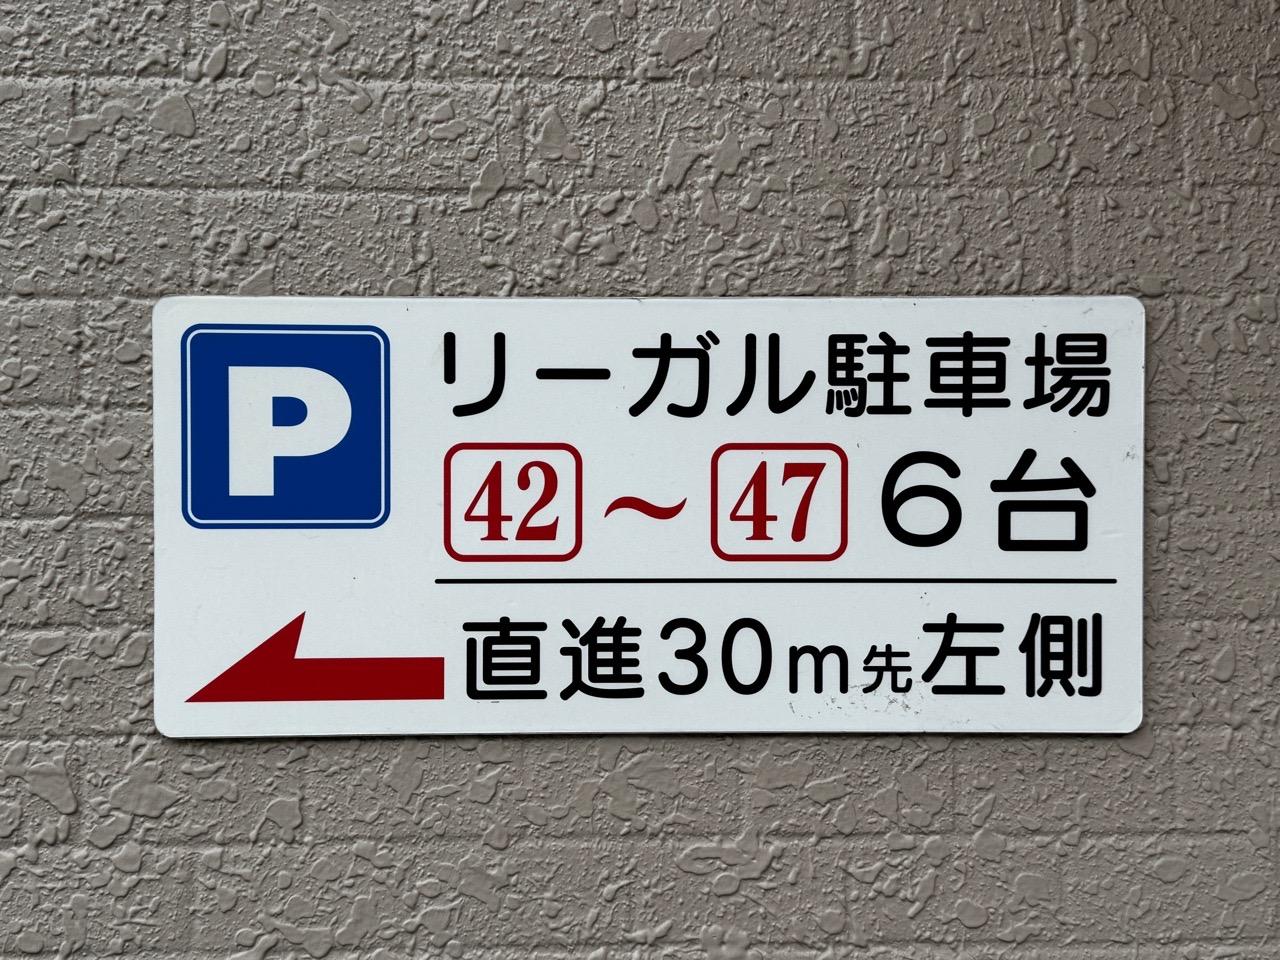 P
リーガル駐車場
42～47 6台
直進30m先左側